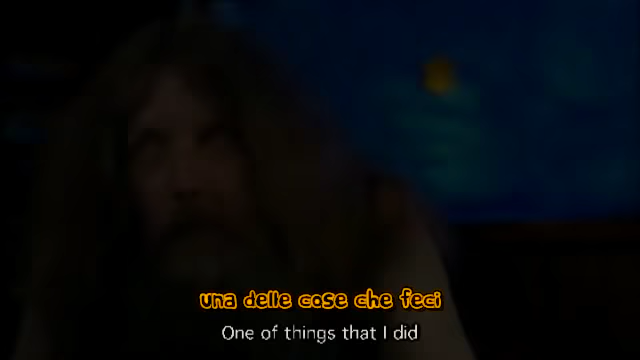 una delle cose che feci
One of things that I did